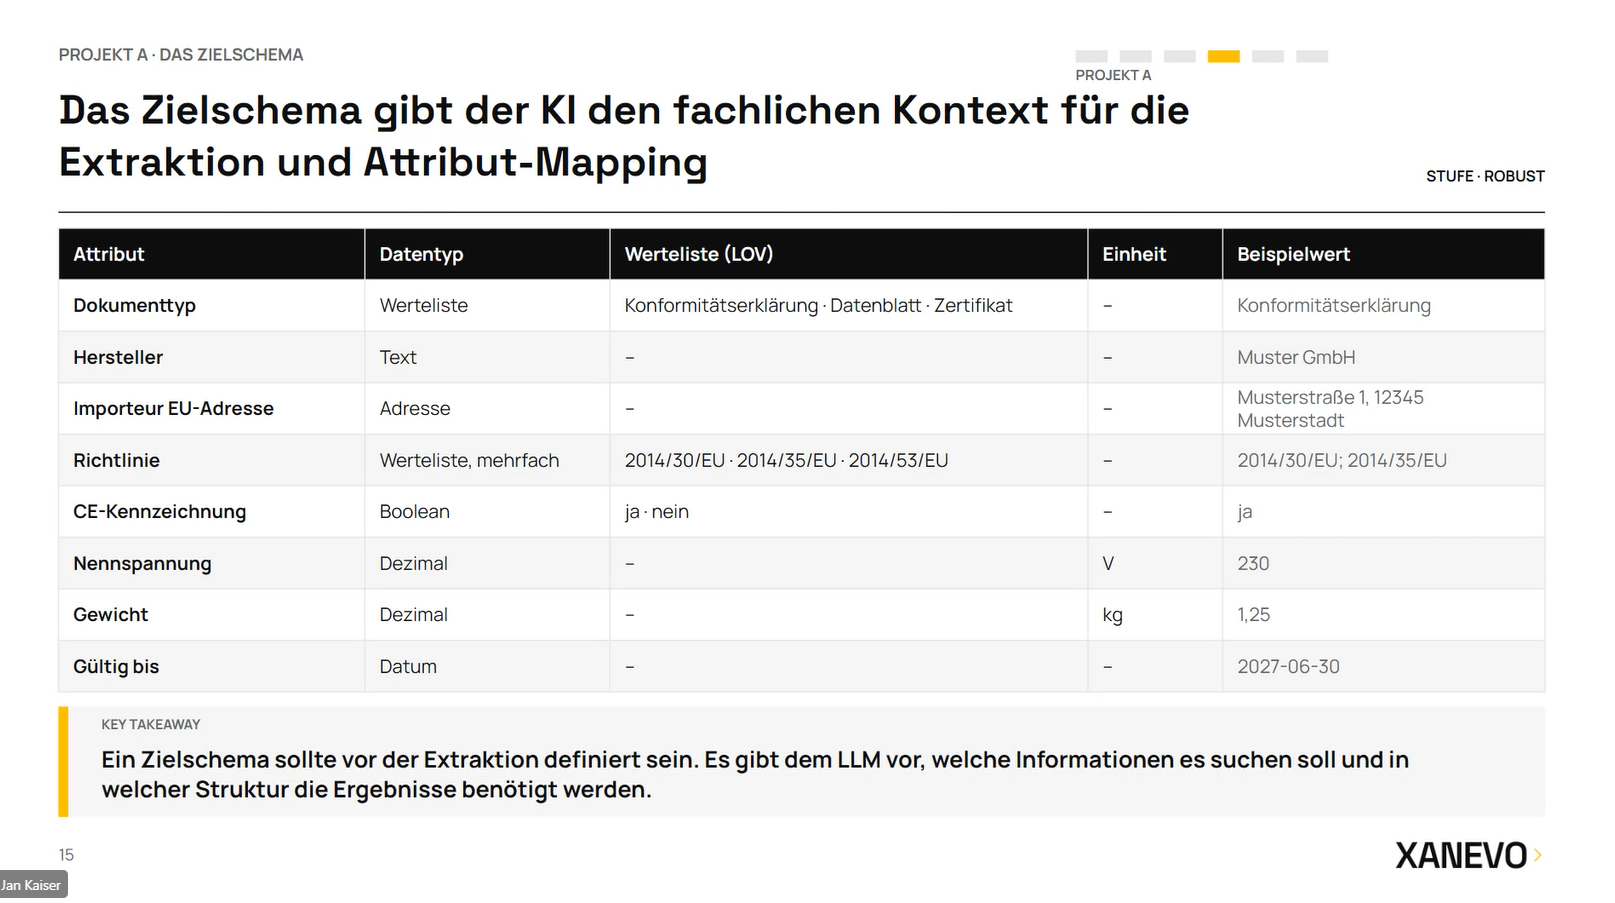 PROJEKT A · DAS ZIELSCHEMA
PROJEKT A
Das Zielschema gibt der KI den fachlichen Kontext für die
Extraktion und Attribut-Mapping
STUFE · ROBUST
Attribut Datentyp Werteliste (LOV) Einheit Beispielwert
Dokumenttyp Werteliste Konformitätserklärung · Datenblatt · Zertifikat – Konformitätserklärung
Hersteller Text – – Muster GmbH
Importeur EU-Adresse Adresse – – Musterstraße 1, 12345
Musterstadt
Richtlinie Werteliste, mehrfach 2014/30/EU · 2014/35/EU · 2014/53/EU – 2014/30/EU; 2014/35/EU
CE-Kennzeichnung Boolean ja · nein – ja
Nennspannung Dezimal – V 230
Gewicht Dezimal – kg 1,25
Gültig bis Datum – – 2027-06-30
KEY TAKEAWAY
Ein Zielschema sollte vor der Extraktion definiert sein. Es gibt dem LLM vor, welche Informationen es suchen soll und in
welcher Struktur die Ergebnisse benötigt werden.
15
XANEVO
Jan Kaiser